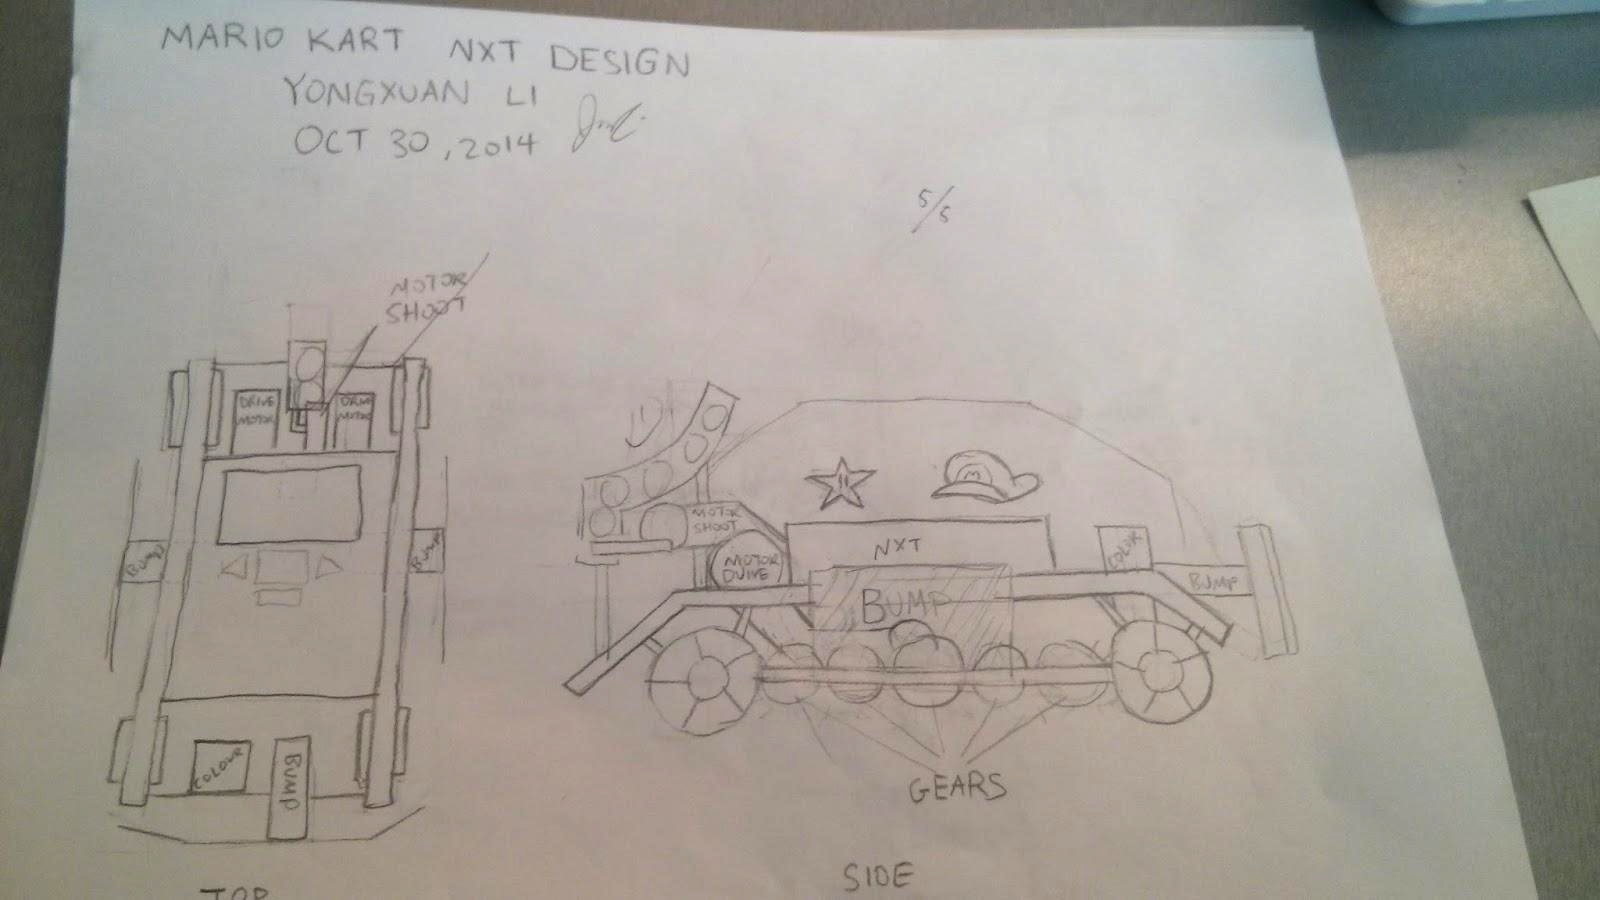 MARIO KART NXT DESIGN
YONGXUAN LI
OCT 30, 2014
5/5
MOTOR
SHOOT
DRIVE
MOTOR
DRIVE
MOTOR
BUMP
BUMP
COLOUR
BUMP
TOP
MOTOR
SHOOT
MOTOR
DRIVE
M
NXT
COLOUR
BUMP
BUMP
GEARS
SIDE